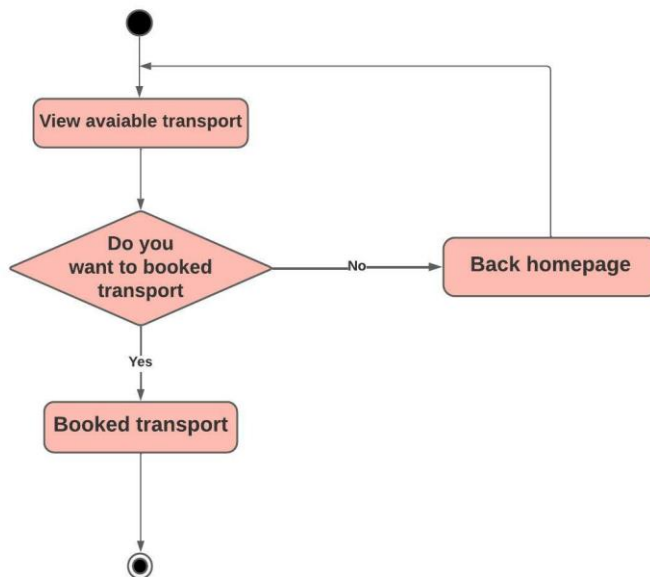 View avaiable transport
Do you
want to booked
transport
No
Back homepage
Yes
Booked transport